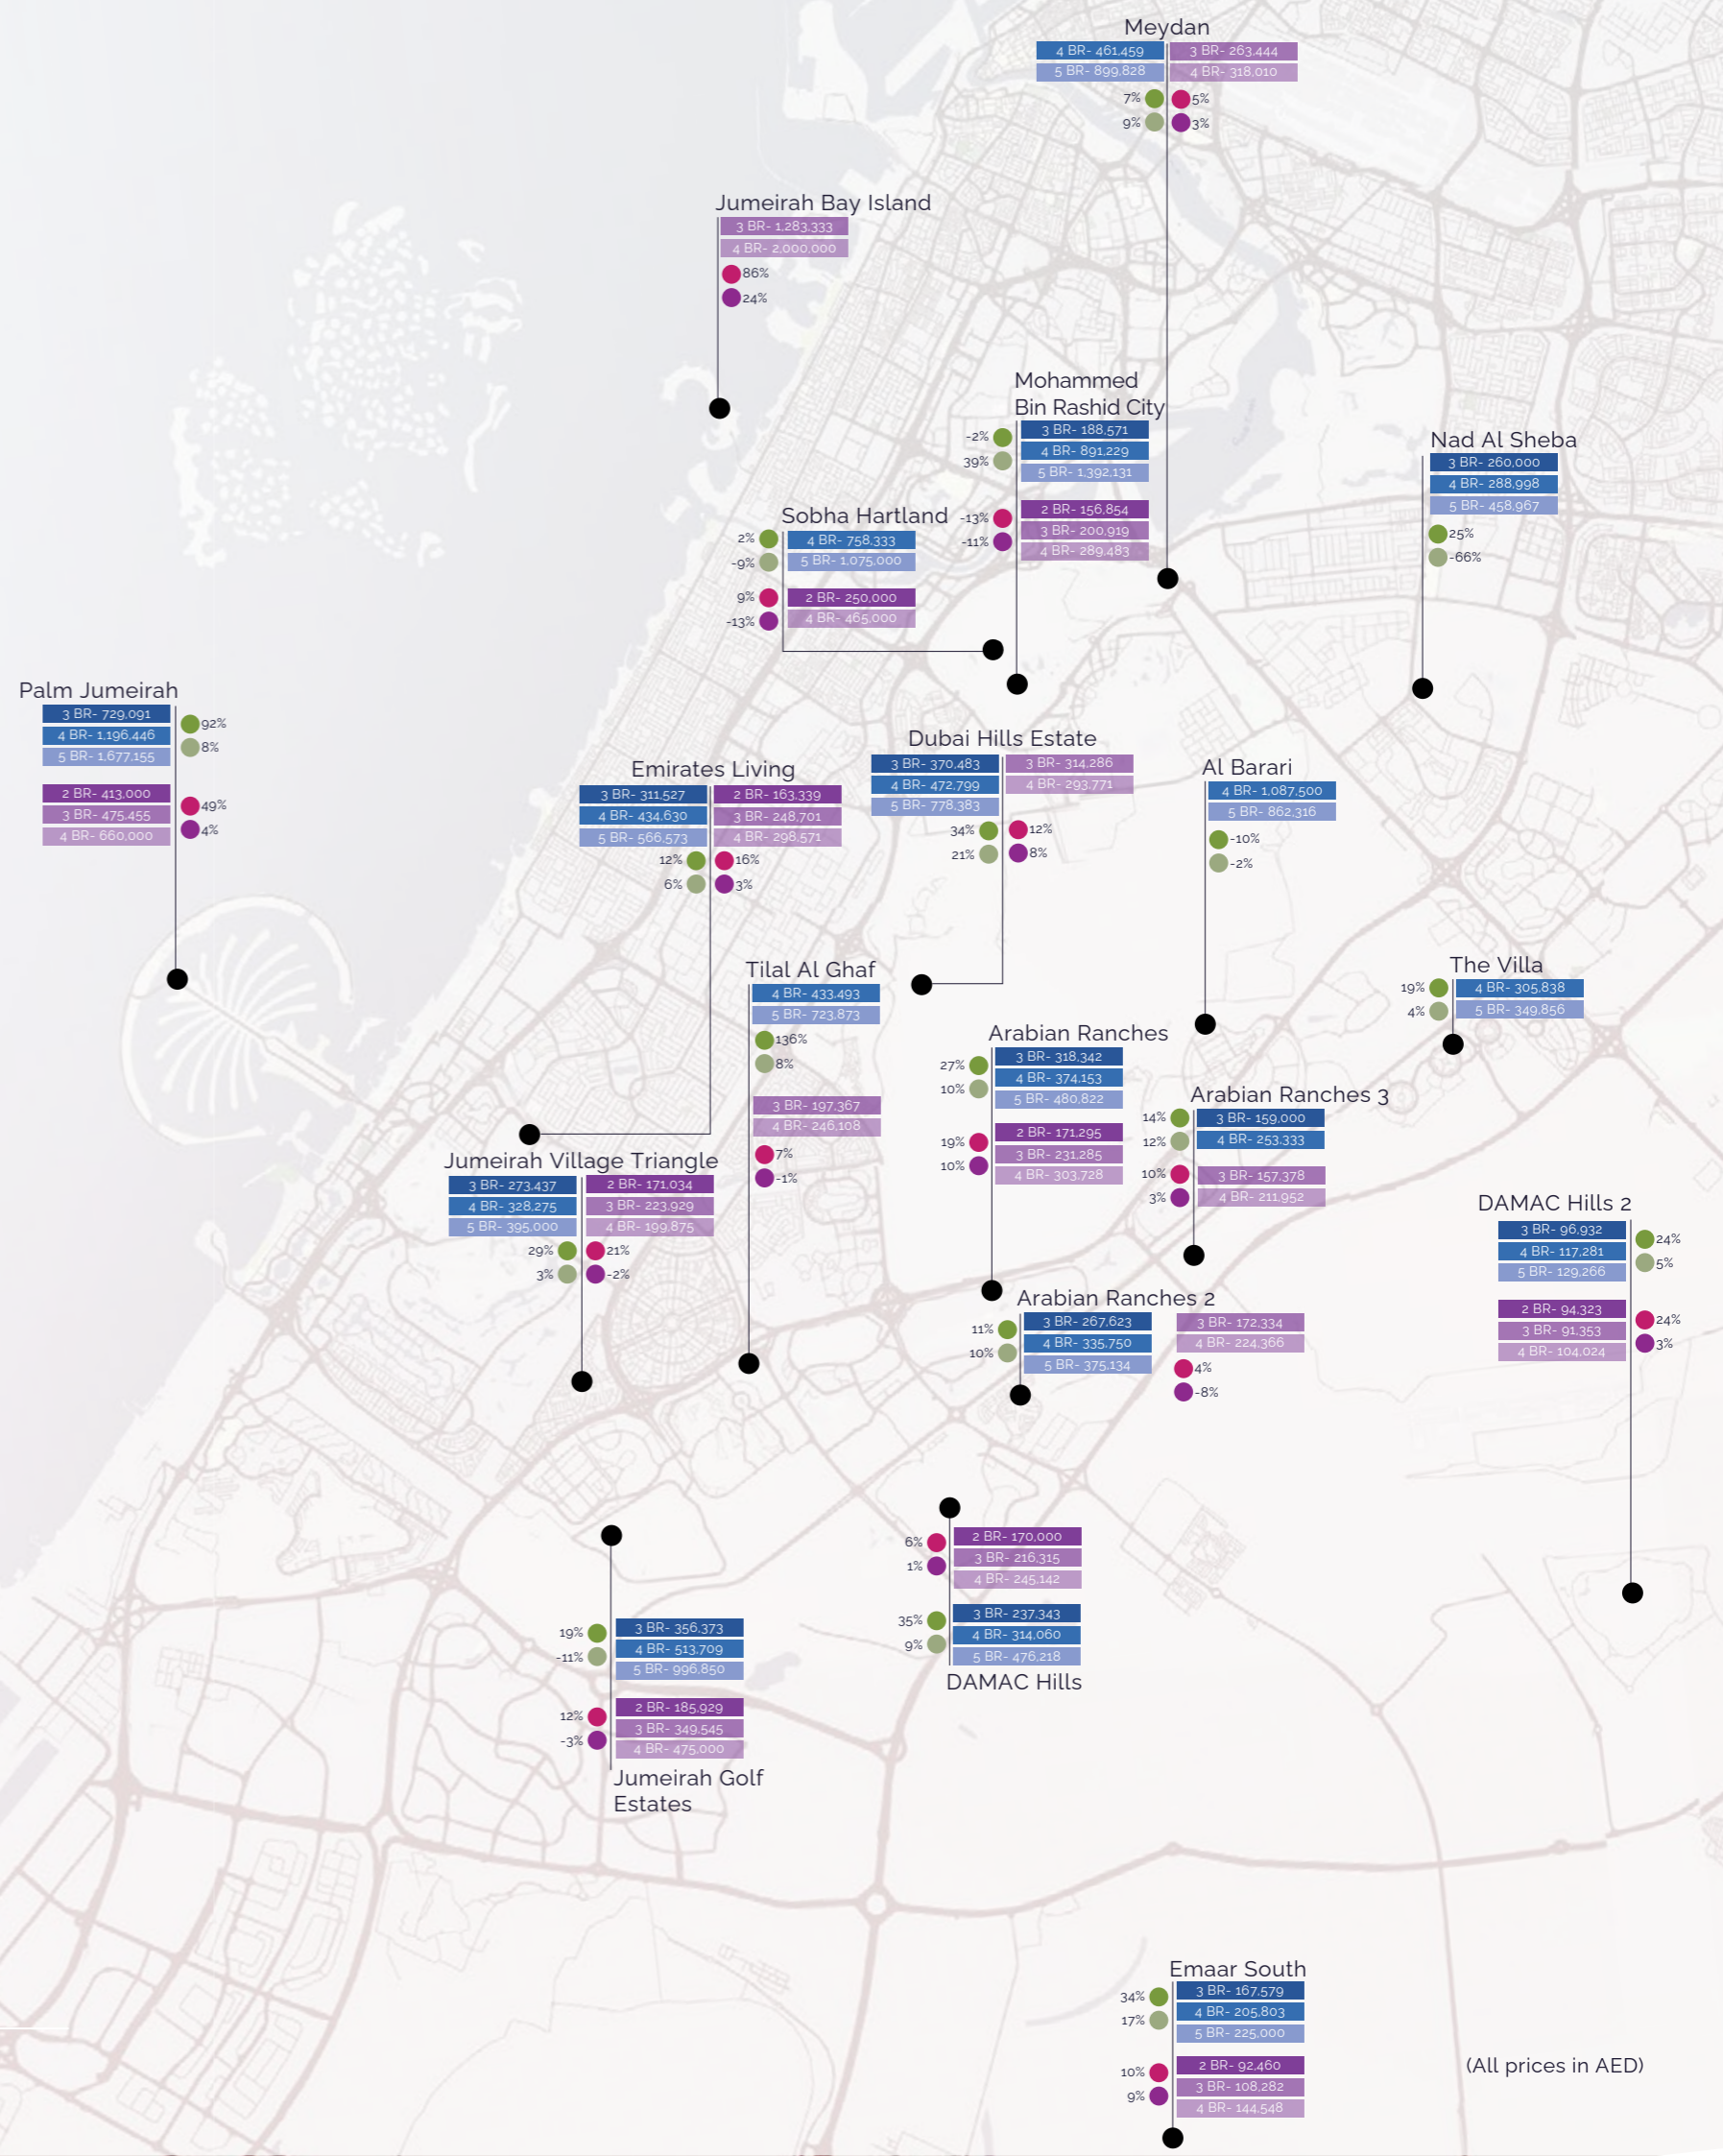 Meydan
4 BR- 461,459
5 BR- 899,828
3 BR- 263,444
4 BR- 318,010
7%
9%
5%
3%
Jumeirah Bay Island
3 BR- 1,283,333
4 BR- 2,000,000
86%
24%
Mohammed
Bin Rashid City
-2%
39%
3 BR- 188,571
4 BR- 891,229
5 BR- 1,392,131
-13%
-11%
2 BR- 156,854
3 BR- 200,919
4 BR- 289,483
Nad Al Sheba
3 BR- 260,000
4 BR- 288,998
5 BR- 458,967
25%
-66%
Sobha Hartland
2%
-9%
4 BR- 758,333
5 BR- 1,075,000
9%
-13%
2 BR- 250,000
4 BR- 465,000
Palm Jumeirah
3 BR- 729,091
4 BR- 1,196,446
5 BR- 1,677,155
92%
8%
2 BR- 413,000
3 BR- 475,455
4 BR- 660,000
49%
4%
Emirates Living
3 BR- 311,527
4 BR- 434,630
5 BR- 566,573
2 BR- 163,339
3 BR- 248,701
4 BR- 298,571
12%
6%
16%
3%
Dubai Hills Estate
3 BR- 370,483
4 BR- 472,799
5 BR- 778,383
3 BR- 314,286
4 BR- 293,771
34%
21%
12%
8%
Al Barari
4 BR- 1,087,500
5 BR- 862,316
-10%
-2%
The Villa
19%
4%
4 BR- 305,838
5 BR- 349,856
Tilal Al Ghaf
4 BR- 433,493
5 BR- 723,873
136%
8%
3 BR- 197,367
4 BR- 246,108
7%
-1%
Arabian Ranches
27%
10%
3 BR- 318,342
4 BR- 374,153
5 BR- 480,822
19%
10%
2 BR- 171,295
3 BR- 231,285
4 BR- 303,728
Arabian Ranches 3
14%
12%
3 BR- 159,000
4 BR- 253,333
10%
3%
3 BR- 157,378
4 BR- 211,952
Jumeirah Village Triangle
3 BR- 273,437
4 BR- 328,275
5 BR- 395,000
2 BR- 171,034
3 BR- 223,929
4 BR- 199,875
29%
3%
21%
-2%
DAMAC Hills 2
3 BR- 96,932
4 BR- 117,281
5 BR- 129,266
24%
5%
2 BR- 94,323
3 BR- 91,353
4 BR- 104,024
24%
3%
Arabian Ranches 2
11%
10%
3 BR- 267,623
4 BR- 335,750
5 BR- 375,134
3 BR- 172,334
4 BR- 224,366
4%
-8%
6%
1%
2 BR- 170,000
3 BR- 216,315
4 BR- 245,142
35%
9%
3 BR- 237,343
4 BR- 314,060
5 BR- 476,218
DAMAC Hills
19%
-11%
3 BR- 356,373
4 BR- 513,709
5 BR- 996,850
12%
-3%
2 BR- 185,929
3 BR- 349,545
4 BR- 475,000
Jumeirah Golf
Estates
Emaar South
34%
17%
3 BR- 167,579
4 BR- 205,803
5 BR- 225,000
10%
9%
2 BR- 92,460
3 BR- 108,282
4 BR- 144,548
(All prices in AED)